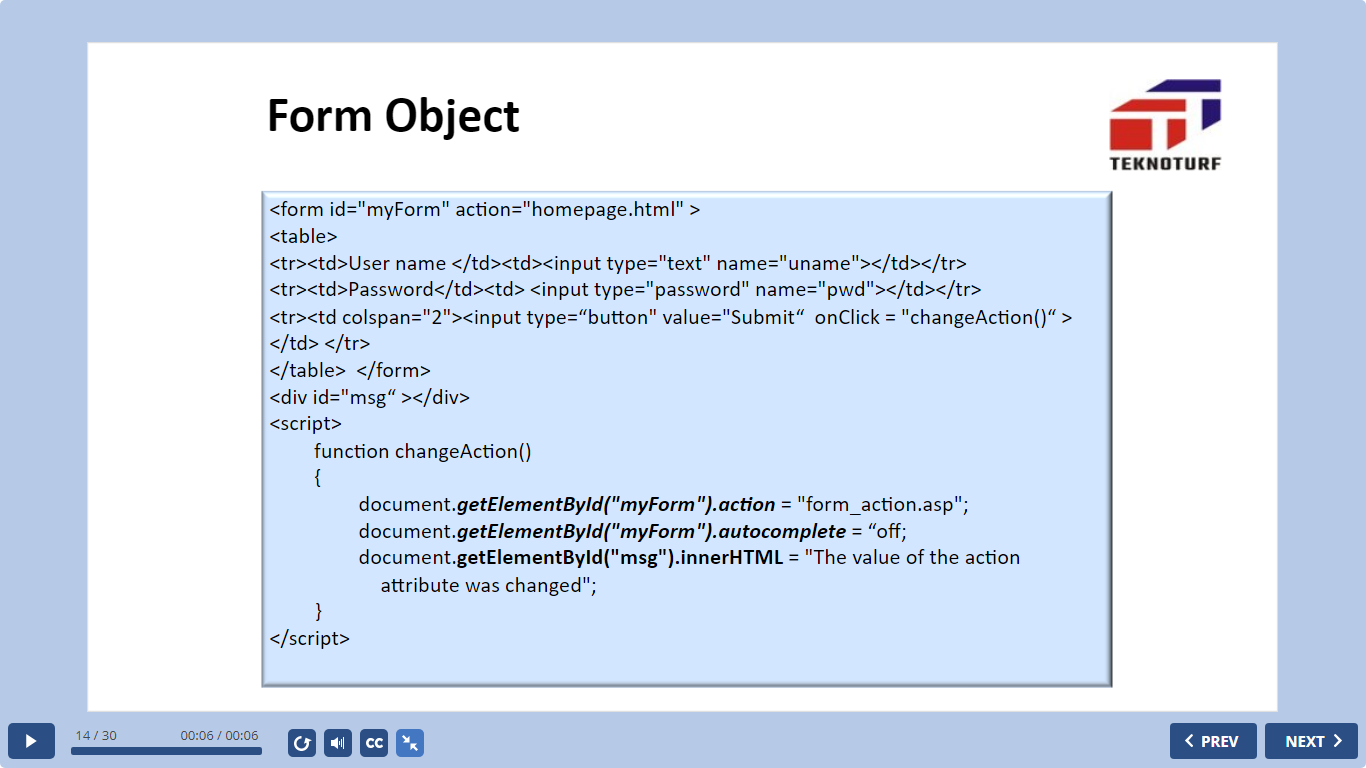 Form Object
TEKNOTURF
<form id="myForm" action="homepage.html" >
<table>
<tr><td>User name </td><td><input type="text" name="uname"></td></tr>
<tr><td>Password</td><td> <input type="password" name="pwd"></td></tr>
<tr><td colspan="2"><input type=“button" value="Submit“  onClick = "changeAction()“ >
</td> </tr>
</table>  </form>
<div id="msg“ ></div>
<script>
function changeAction()
{
document.getElementById("myForm").action = "form_action.asp";
document.getElementById("myForm").autocomplete = “off;
document.getElementById("msg").innerHTML = "The value of the action
attribute was changed";
}
</script>
14 / 30
00:06 / 00:06
CC
PREV
NEXT